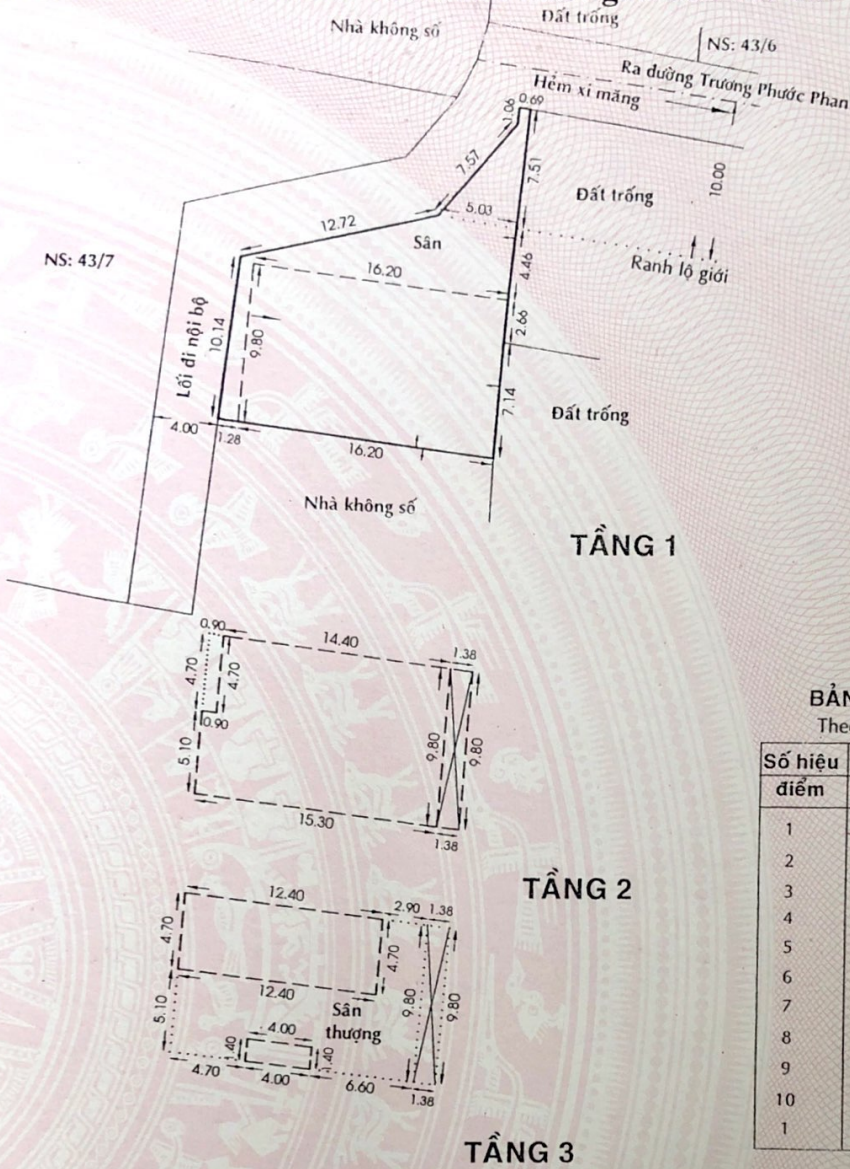 Nhà không số
Đất trống
NS: 43/6
Ra đường Trương Phước Phan
Hẻm xi măng
0.69
1.06
7.57
7.51
10.00
Đất trống
5.03
12.72
Sân
Ranh lộ giới
NS: 43/7
16.20
4.46
Lối đi nội bộ
10.14
9.80
2.66
7.14
Đất trống
4.00
1.28
16.20
Nhà không số
TẦNG 1
0.90
14.40
1.38
4.70
4.70
0.90
5.10
9.80
9.80
15.30
1.38
TẦNG 2
12.40
2.90
1.38
4.70
4.70
12.40
9.80
9.80
Sân
thượng
5.10
4.00
1.40
4.70
4.00
6.60
1.38
TẦNG 3
Số hiệu
điểm
1
2
3
4
5
6
7
8
9
10
1